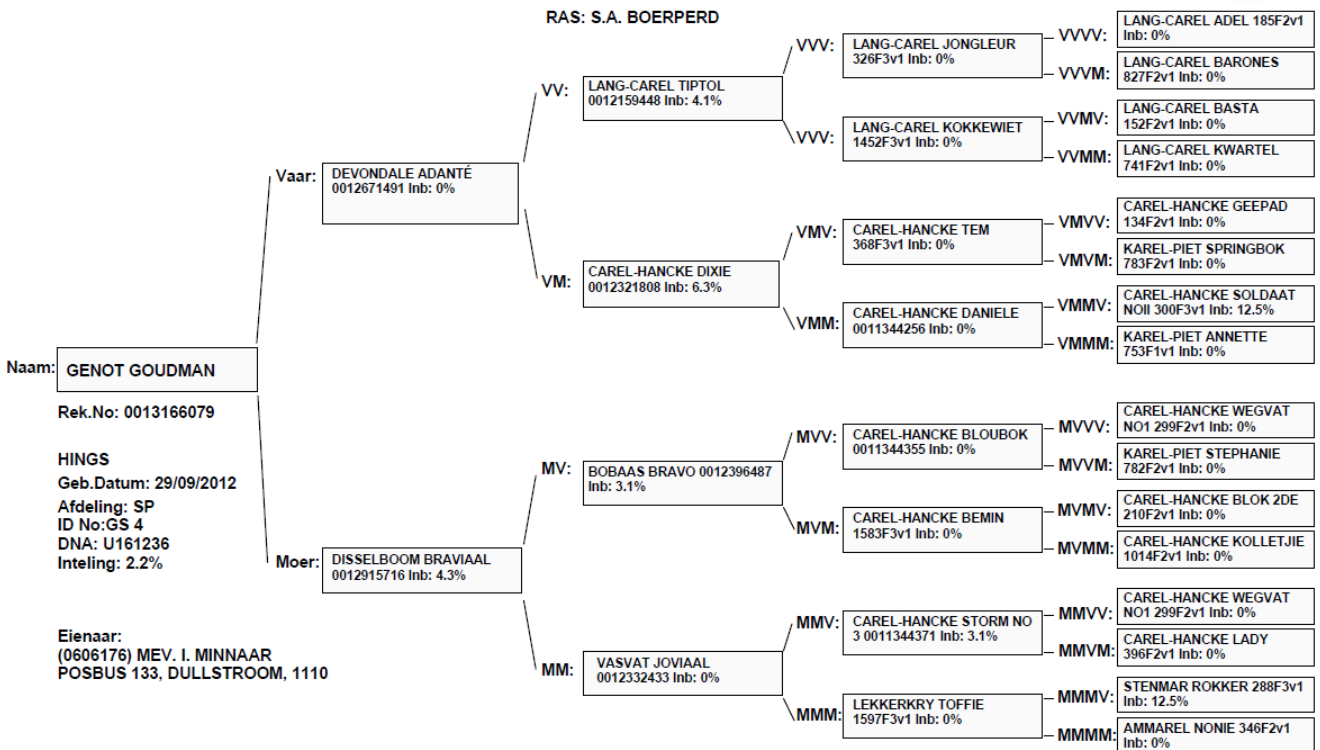 RAS: S.A. BOERPERD
Naam:
GENOT GOUDMAN
Rek.No: 0013166079
HINGS
Geb.Datum: 29/09/2012
Afdeling: SP
ID No:GS 4
DNA: U161236
Inteling: 2.2%
Eienaar:
(0606176) MEV. I. MINNAAR
POSBUS 133, DULLSTROOM, 1110
Vaar:
DEVONDALE ADANTÉ
0012671491 Inb: 0%
Moer:
DISSELBOOM BRAVIAAL
0012915716 Inb: 4.3%
VV:
LANG-CAREL TIPTOL
0012159448 Inb: 4.1%
VM:
CAREL-HANCKE DIXIE
0012321808 Inb: 6.3%
MV:
BOBAAS BRAVO 0012396487
Inb: 3.1%
MM:
VASVAT JOVIAAL
0012332433 Inb: 0%
VVV:
LANG-CAREL JONGLEUR
326F3v1 Inb: 0%
VVV:
LANG-CAREL KOKKEWIET
1452F3v1 Inb: 0%
VMV:
CAREL-HANCKE TEM
368F3v1 Inb: 0%
VMM:
CAREL-HANCKE DANIELE
0011344256 Inb: 0%
MVV:
CAREL-HANCKE BLOUBOK
0011344355 Inb: 0%
MVM:
CAREL-HANCKE BEMIN
1583F3v1 Inb: 0%
MMV:
CAREL-HANCKE STORM NO
3 0011344371 Inb: 3.1%
MMM:
LEKKERKRY TOFFIE
1597F3v1 Inb: 0%
VVVV:
LANG-CAREL ADEL 185F2v1
Inb: 0%
VVVM:
LANG-CAREL BARONES
827F2v1 Inb: 0%
VVMV:
LANG-CAREL BASTA
152F2v1 Inb: 0%
VVMM:
LANG-CAREL KWARTEL
741F2v1 Inb: 0%
VMVV:
CAREL-HANCKE GEEPAD
134F2v1 Inb: 0%
VMVM:
KAREL-PIET SPRINGBOK
783F2v1 Inb: 0%
VMMV:
CAREL-HANCKE SOLDAAT
NOII 300F3v1 Inb: 12.5%
VMMM:
KAREL-PIET ANNETTE
753F1v1 Inb: 0%
MVVV:
CAREL-HANCKE WEGVAT
NO1 299F2v1 Inb: 0%
MVVM:
KAREL-PIET STEPHANIE
782F2v1 Inb: 0%
MVMV:
CAREL-HANCKE BLOK 2DE
210F2v1 Inb: 0%
MVMM:
CAREL-HANCKE KOLLETJIE
1014F2v1 Inb: 0%
MMVV:
CAREL-HANCKE WEGVAT
NO1 299F2v1 Inb: 0%
MMVM:
CAREL-HANCKE LADY
396F2v1 Inb: 0%
MMMV:
STENMAR ROKKER 288F3v1
Inb: 12.5%
MMMM:
AMMAREL NONIE 346F2v1
Inb: 0%